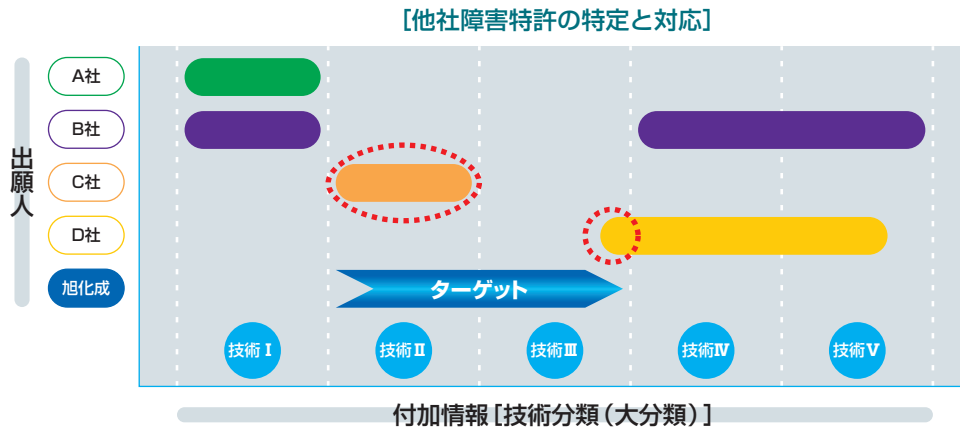 [他社障害特許の特定と対応]
出願人
A社
B社
C社
D社
旭化成
ターゲット
技術Ⅰ
技術Ⅱ
技術Ⅲ
技術Ⅳ
技術Ⅴ
付加情報[技術分類(大分類)]